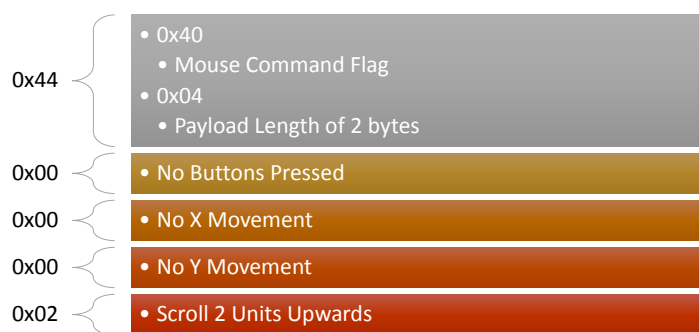 0x44
• 0x40
• Mouse Command Flag
• 0x04
• Payload Length of 2 bytes
0x00 • No Buttons Pressed
0x00 • No X Movement
0x00 • No Y Movement
0x02 • Scroll 2 Units Upwards